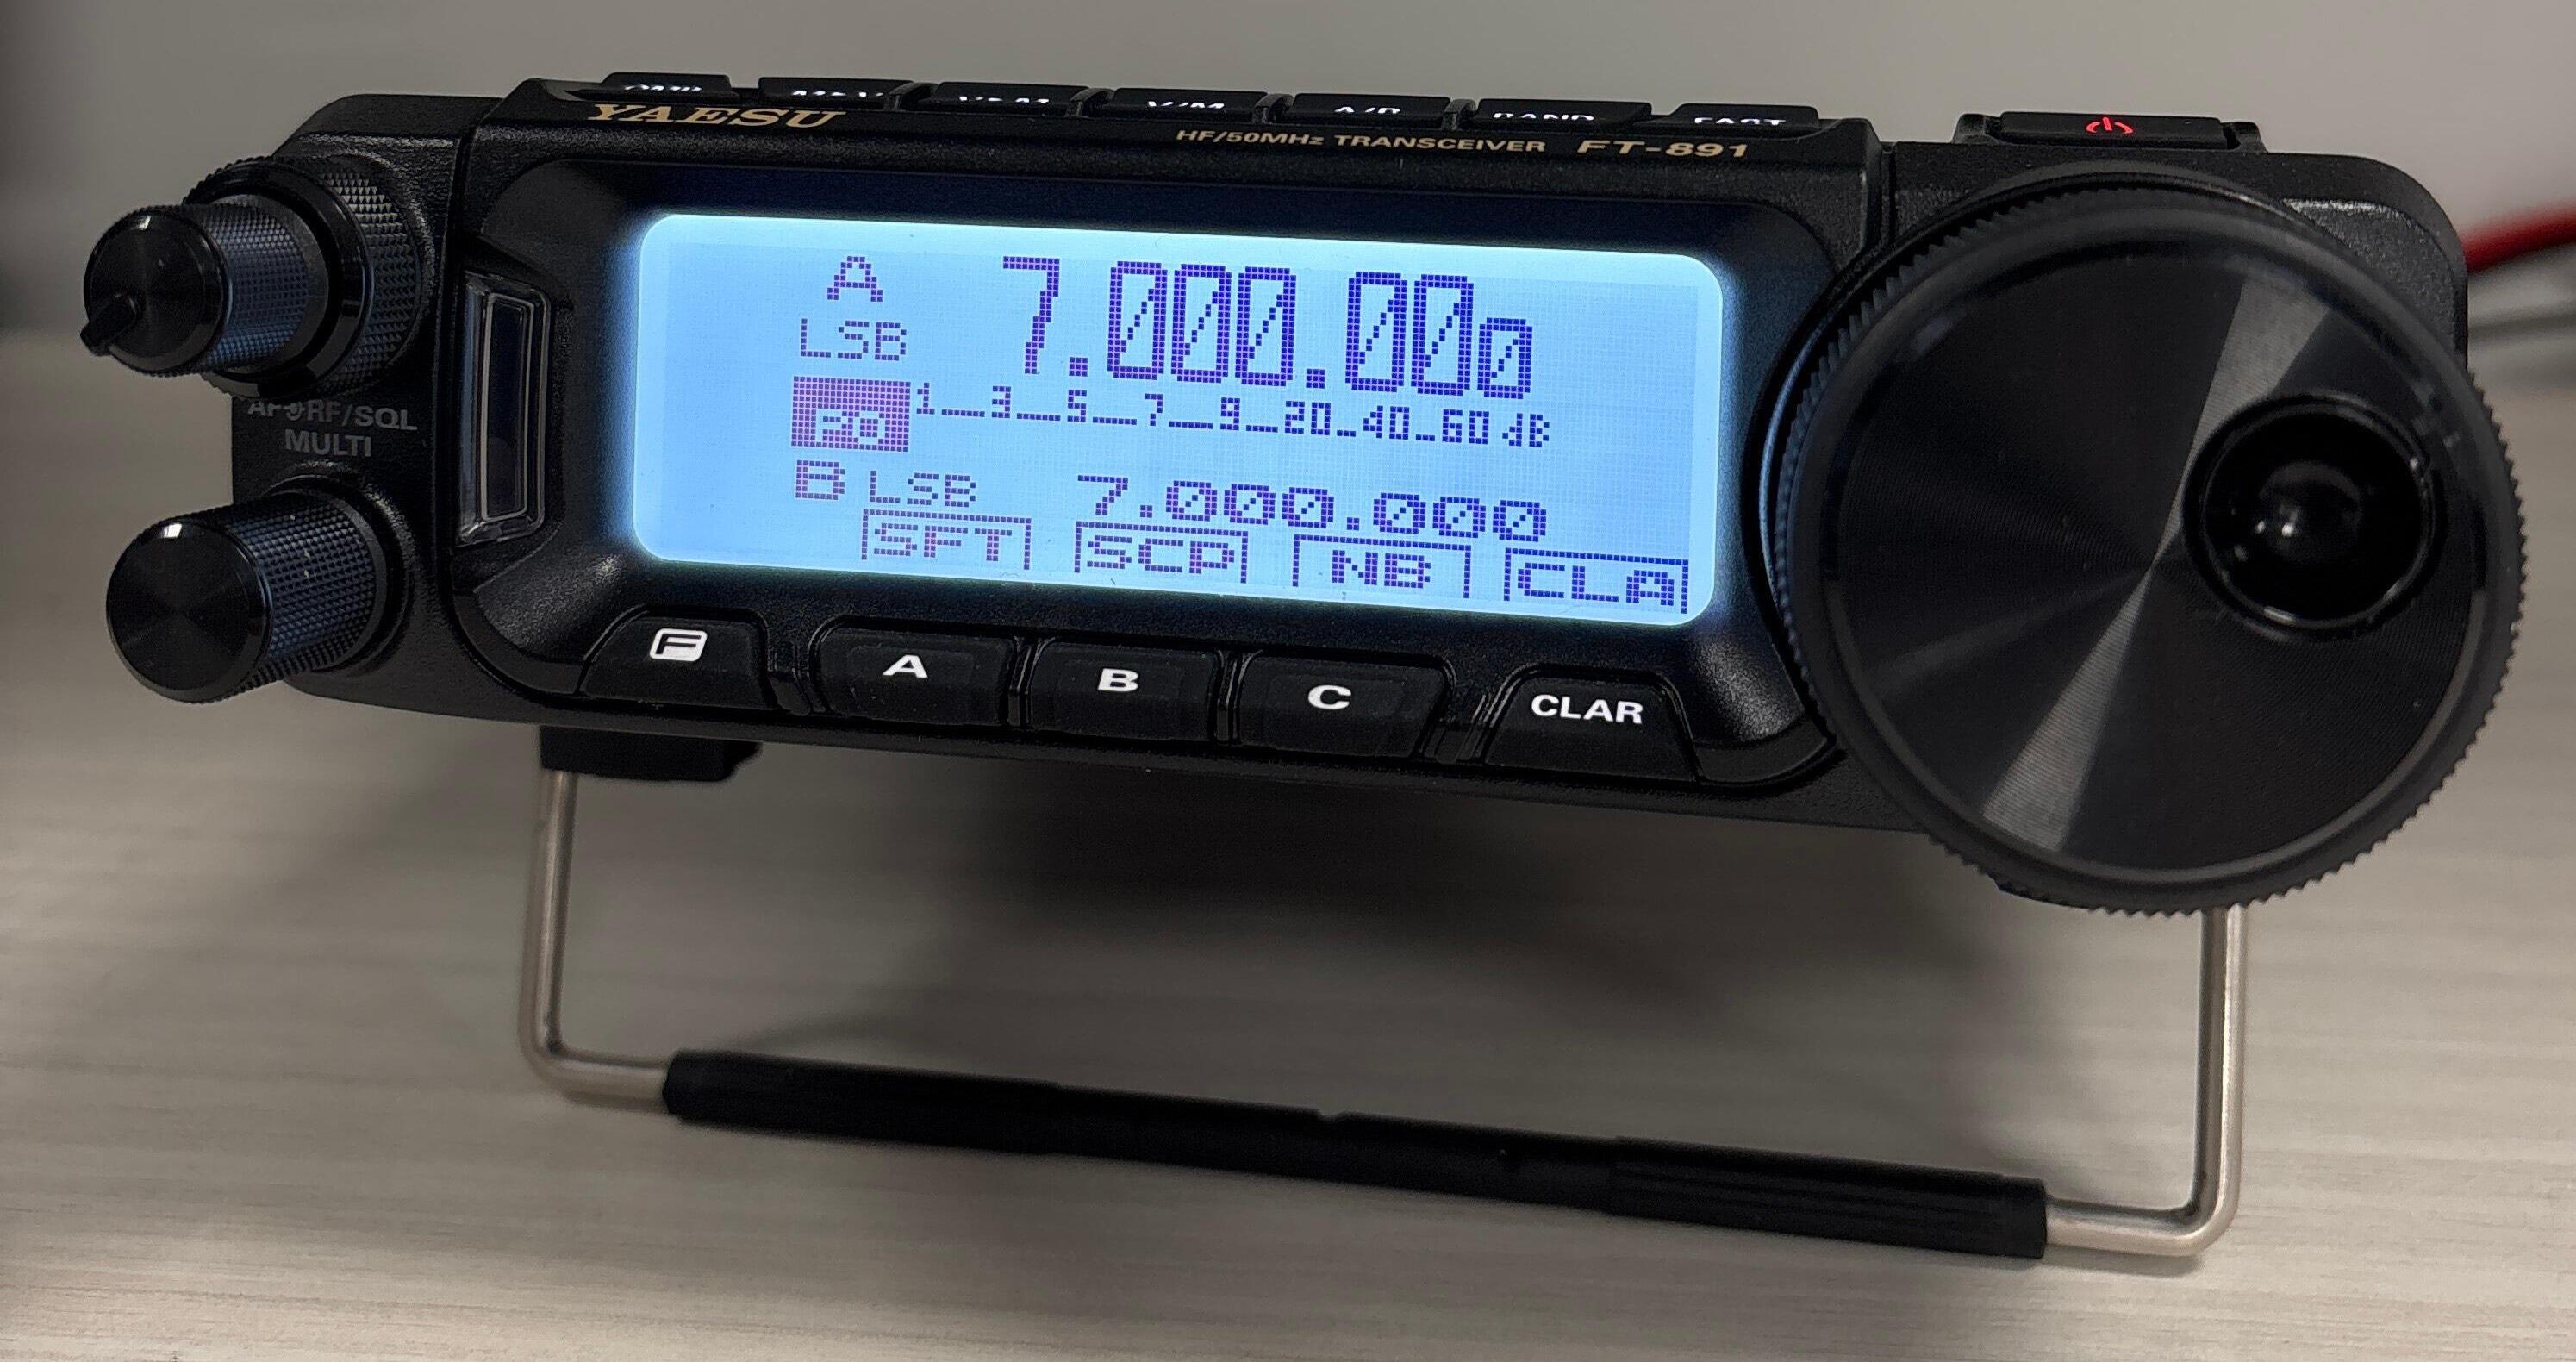 YAESU
HF/50MHz TRANSCEIVER FT-891
A 7.000.000
LSB
PO 1 3 5 7 9 20 40 60 dB
B LSB 7.000.000
SFT SCP NB CLA
AF RF/SQL
MULTI
F A B C CLAR
V/M A/B BAND FAST